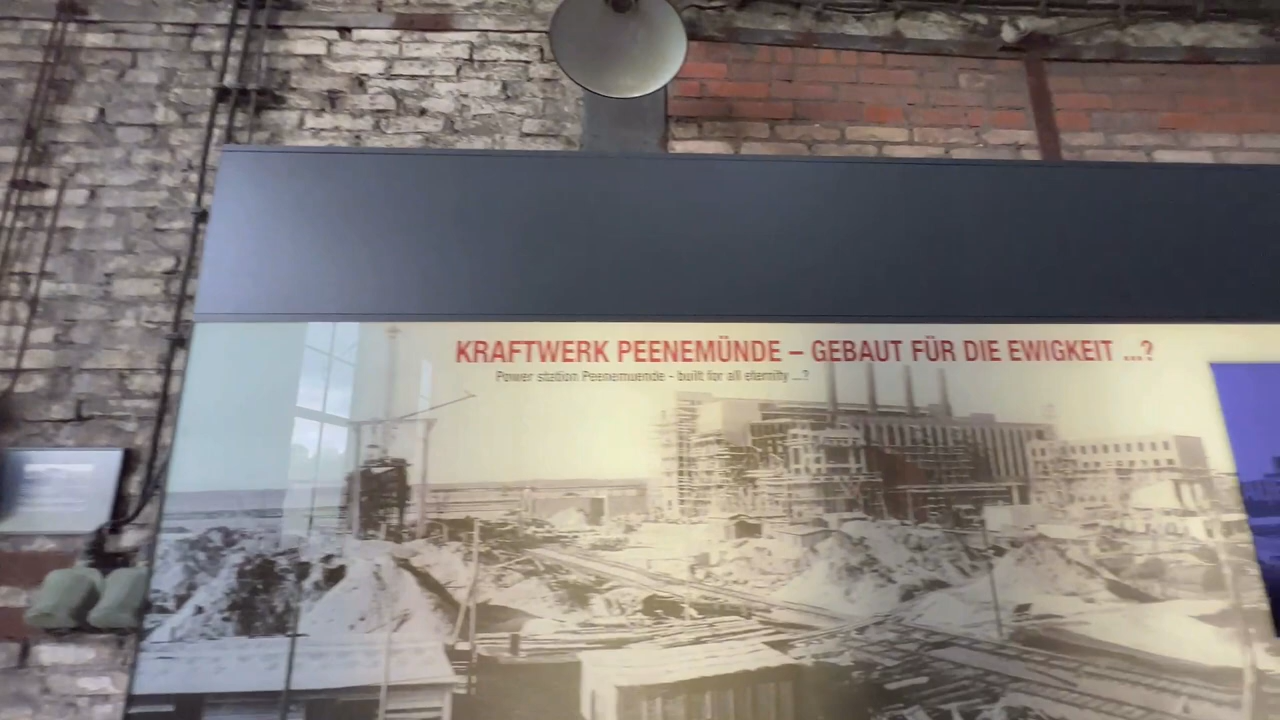 KRAFTWERK PEENEMÜNDE – GEBAUT FÜR DIE EWIGKEIT ...?
Power station Peenemuende - built for all eternity ...?